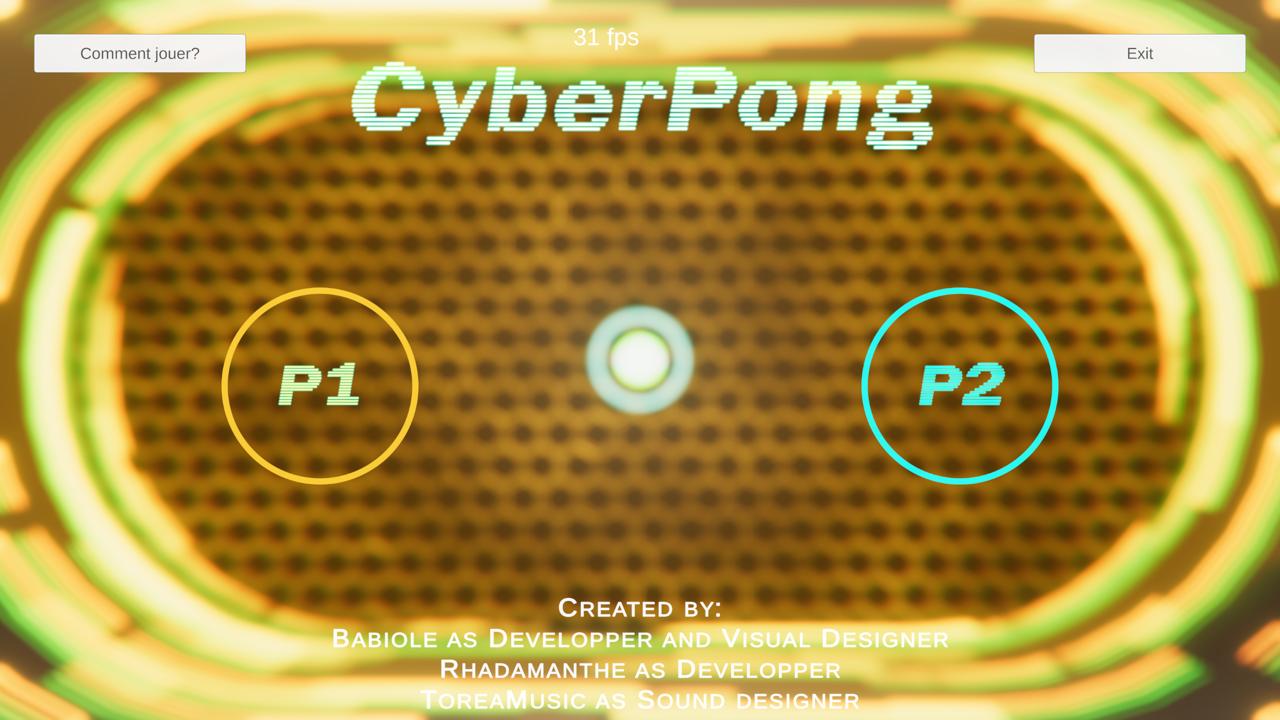 31 fps
Comment jouer?
Exit
CyberPong
P1
P2
Created by:
Babiole as Developper and Visual Designer
Rhadamanthe as Developper
ToreaMusic as Sound designer